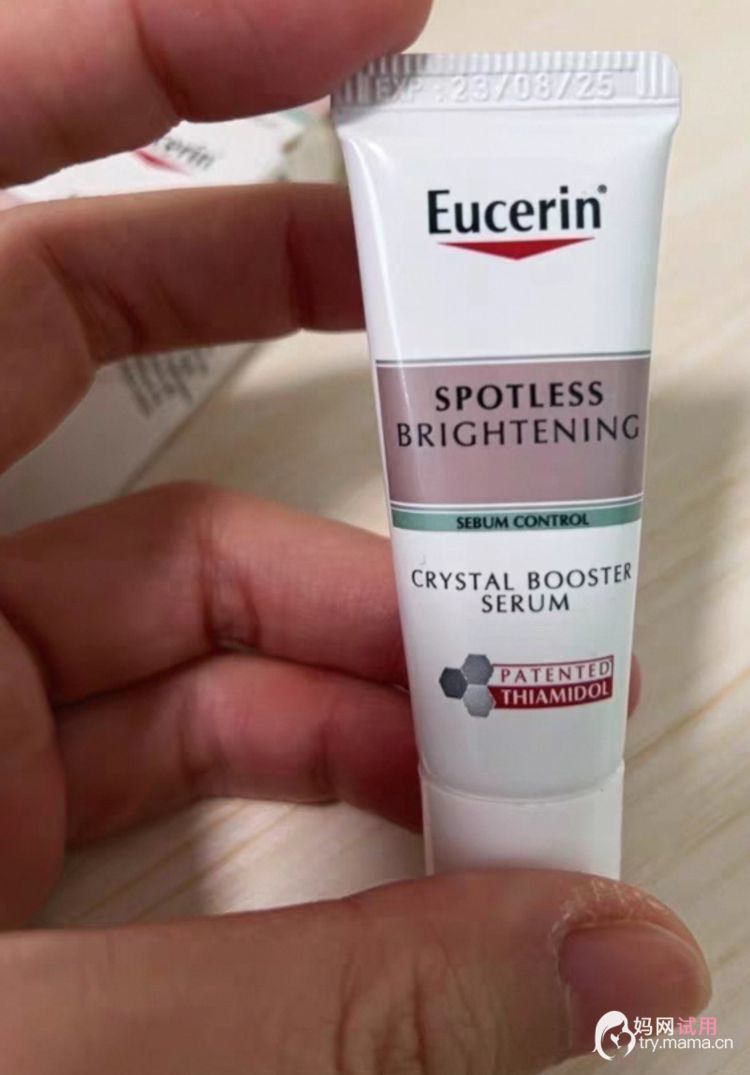 EXP : 23/08/25
Eucerin®
SPOTLESS
BRIGHTENING
SEBUM CONTROL
CRYSTAL BOOSTER
SERUM
PATENTED
THIAMIDOL
妈网试用
try.mama.cn